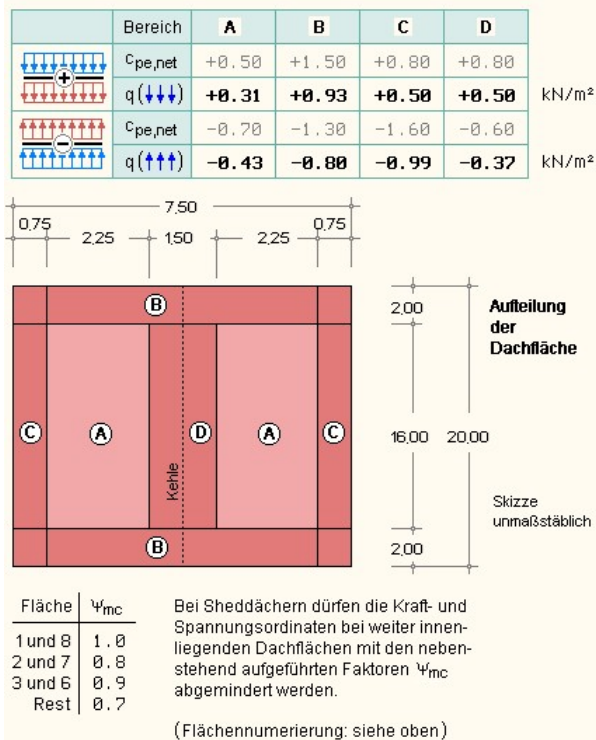 Bereich A B C D
+ cpe,net +0.50 +1.50 +0.80 +0.80
q(↓↓↓) +0.31 +0.93 +0.50 +0.50 kN/m²
− cpe,net -0.70 -1.30 -1.60 -0.60
q(↑↑↑) -0.43 -0.80 -0.99 -0.37 kN/m²
7,50
0,75 2,25 1,50 2,25 0,75
B
2,00
Aufteilung
der
Dachfläche
C A Kehle D A C
16,00 20,00
Skizze
unmaßstäblich
B
2,00
Fläche Ψmc
1 und 8 1.0
2 und 7 0.8
3 und 6 0.9
Rest 0.7
Bei Sheddächern dürfen die Kraft- und
Spannungsordinaten bei weiter innen-
liegenden Dachflächen mit den neben-
stehend aufgeführten Faktoren Ψmc
abgemindert werden.
(Flächennumerierung: siehe oben)